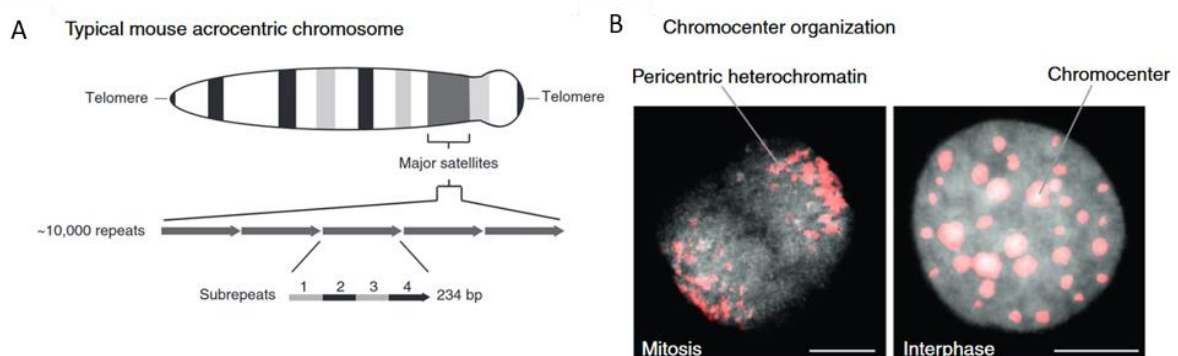 A
Typical mouse acrocentric chromosome
Telomere
Telomere
Major satellites
~10,000 repeats
1 2 3 4
Subrepeats
234 bp
B
Chromocenter organization
Pericentric heterochromatin
Chromocenter
Mitosis
Interphase